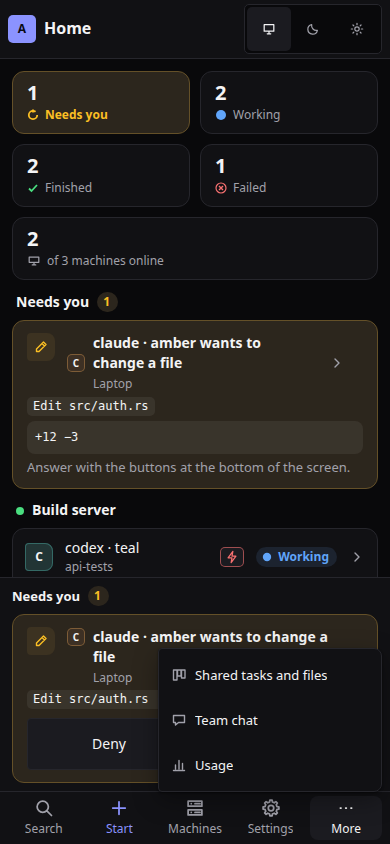 A Home
1
Needs you
2
Working
2
Finished
1
Failed
2
of 3 machines online
Needs you 1
claude · amber wants to
C change a file
Laptop
Edit src/auth.rs
+12 −3
Answer with the buttons at the bottom of the screen.
Build server
C codex · teal Working
api-tests
Needs you 1
C claude · amber wants to change a
file
Laptop
Edit src/auth.rs
Deny
Shared tasks and files
Team chat
Usage
Search Start Machines Settings More